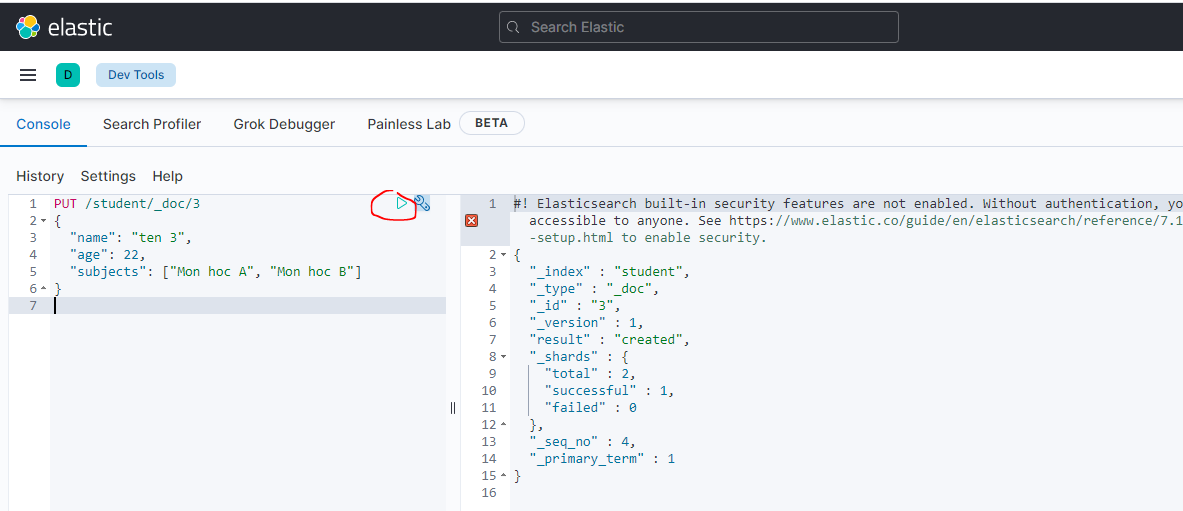 elastic
Search Elastic
D
Dev Tools
Console
Search Profiler
Grok Debugger
Painless Lab
BETA
History
Settings
Help
1 PUT /student/_doc/3
2 {
3 "name": "ten 3",
4 "age": 22,
5 "subjects": ["Mon hoc A", "Mon hoc B"]
6 }
7
1 #! Elasticsearch built-in security features are not enabled. Without authentication, yo
accessible to anyone. See https://www.elastic.co/guide/en/elasticsearch/reference/7.1
-setup.html to enable security.
2 {
3 "_index" : "student",
4 "_type" : "_doc",
5 "_id" : "3",
6 "_version" : 1,
7 "result" : "created",
8 "_shards" : {
9 "total" : 2,
10 "successful" : 1,
11 "failed" : 0
12 },
13 "_seq_no" : 4,
14 "_primary_term" : 1
15 }
16